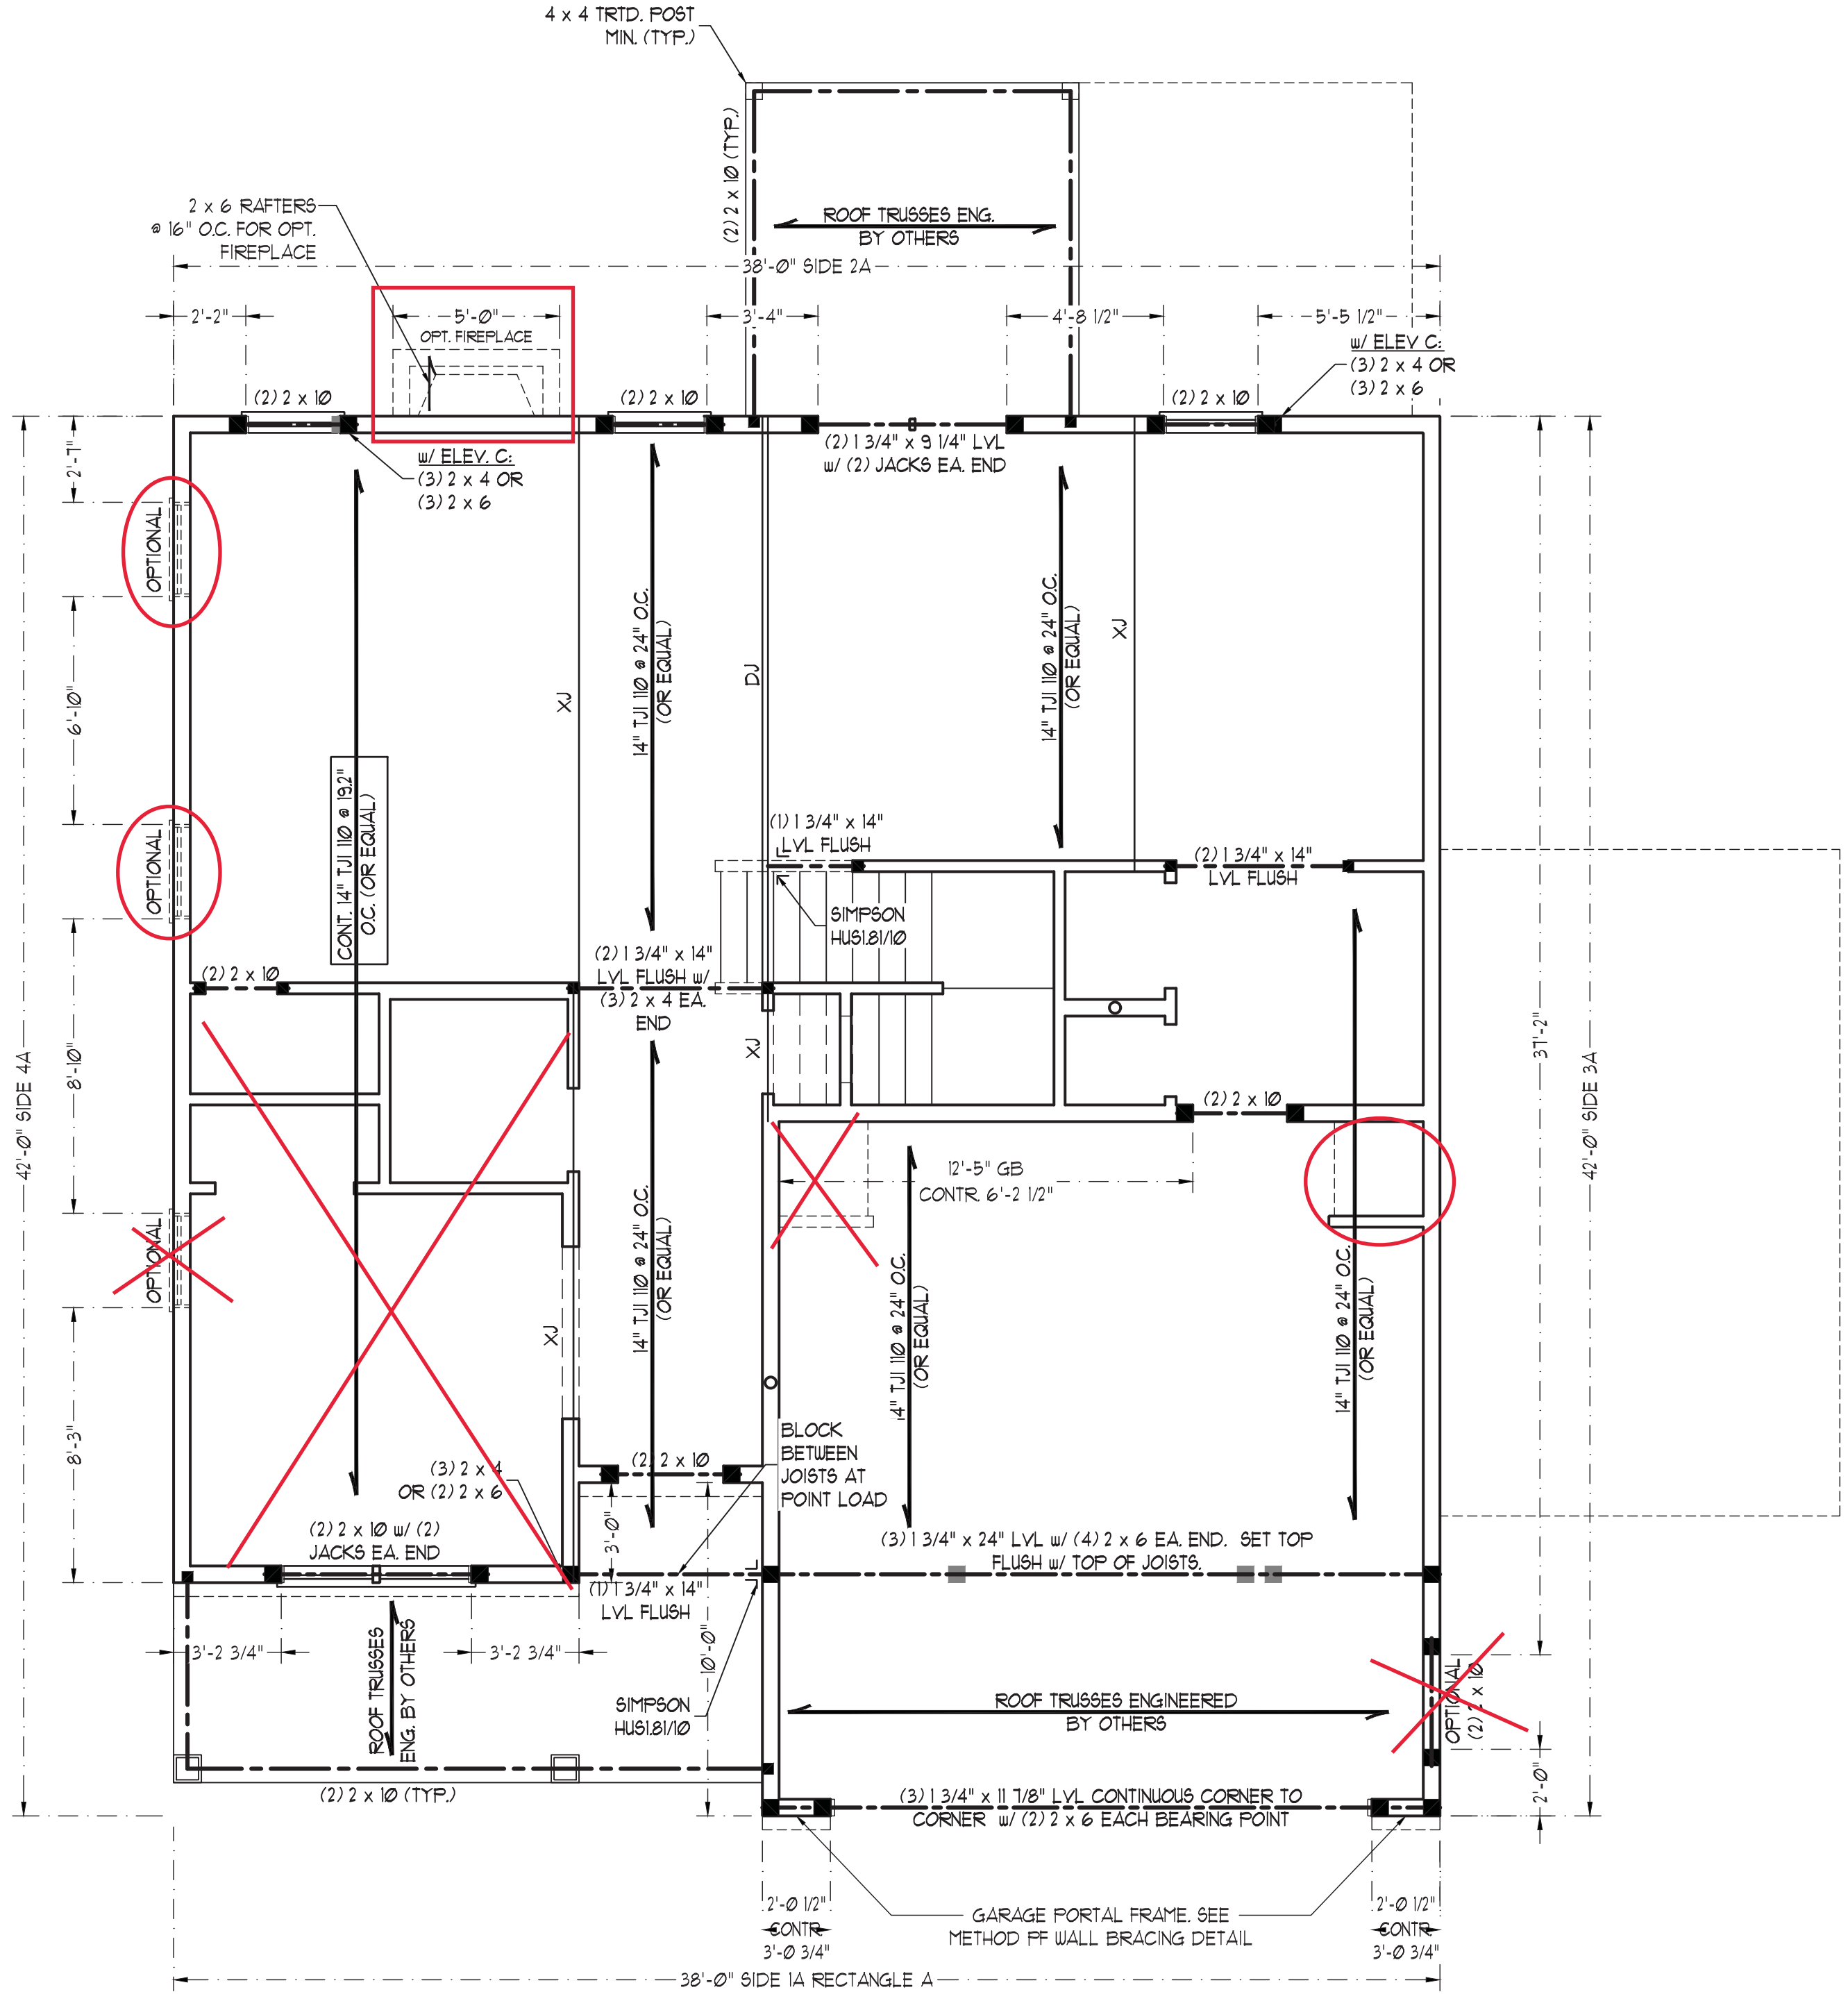 4 x 4 TRTD. POST
MIN. (TYP.)
(2) 2 x 10 (TYP.)
2 x 6 RAFTERS
@ 16" O.C. FOR OPT.
FIREPLACE
ROOF TRUSSES ENG.
BY OTHERS
38'-0" SIDE 2A
2'-2"
5'-0"
OPT. FIREPLACE
3'-4"
4'-8 1/2"
5'-5 1/2"
w/ ELEV C:
(3) 2 x 4 OR
(3) 2 x 6
(2) 2 x 10
(2) 2 x 10
(2) 2 x 10
(2) 1 3/4" x 9 1/4" LVL
w/ (2) JACKS EA. END
w/ ELEV. C:
(3) 2 x 4 OR
(3) 2 x 6
2'-7"
OPTIONAL
6'-10"
OPTIONAL
8'-10"
OPTIONAL
8'-3"
42'-0" SIDE 4A
CONT. 14" TJI 110 @ 19.2"
O.C. (OR EQUAL)
XJ
14" TJI 110 @ 24" O.C.
(OR EQUAL)
DJ
14" TJI 110 @ 24" O.C.
(OR EQUAL)
XJ
(1) 1 3/4" x 14"
LVL FLUSH
(2) 1 3/4" x 14"
LVL FLUSH
SIMPSON
HUS1.81/10
(2) 2 x 10
(2) 1 3/4" x 14"
LVL FLUSH w/
(3) 2 x 4 EA.
END
XJ
(2) 2 x 10
37'-2"
42'-0" SIDE 3A
12'-5" GB
CONTR. 6'-2 1/2"
14" TJI 110 @ 24" O.C.
(OR EQUAL)
14" TJI 110 @ 24" O.C.
(OR EQUAL)
14" TJI 110 @ 24" O.C.
(OR EQUAL)
XJ
BLOCK
BETWEEN
JOISTS AT
POINT LOAD
(2) 2 x 10
(3) 2 x 4
OR (2) 2 x 6
(2) 2 x 10 w/ (2)
JACKS EA. END
3'-0"
(3) 1 3/4" x 24" LVL w/ (4) 2 x 6 EA. END. SET TOP
FLUSH w/ TOP OF JOISTS.
(1) 1 3/4" x 14"
LVL FLUSH
3'-2 3/4"
3'-2 3/4"
10'-0"
ROOF TRUSSES
ENG. BY OTHERS
SIMPSON
HUS1.81/10
ROOF TRUSSES ENGINEERED
BY OTHERS
OPTIONAL
(2) 2 x 10
2'-0"
(2) 2 x 10 (TYP.)
(3) 1 3/4" x 11 7/8" LVL CONTINUOUS CORNER TO
CORNER w/ (2) 2 x 6 EACH BEARING POINT
2'-0 1/2"
CONTR.
3'-0 3/4"
GARAGE PORTAL FRAME. SEE
METHOD PF WALL BRACING DETAIL
2'-0 1/2"
CONTR.
3'-0 3/4"
38'-0" SIDE 1A RECTANGLE A